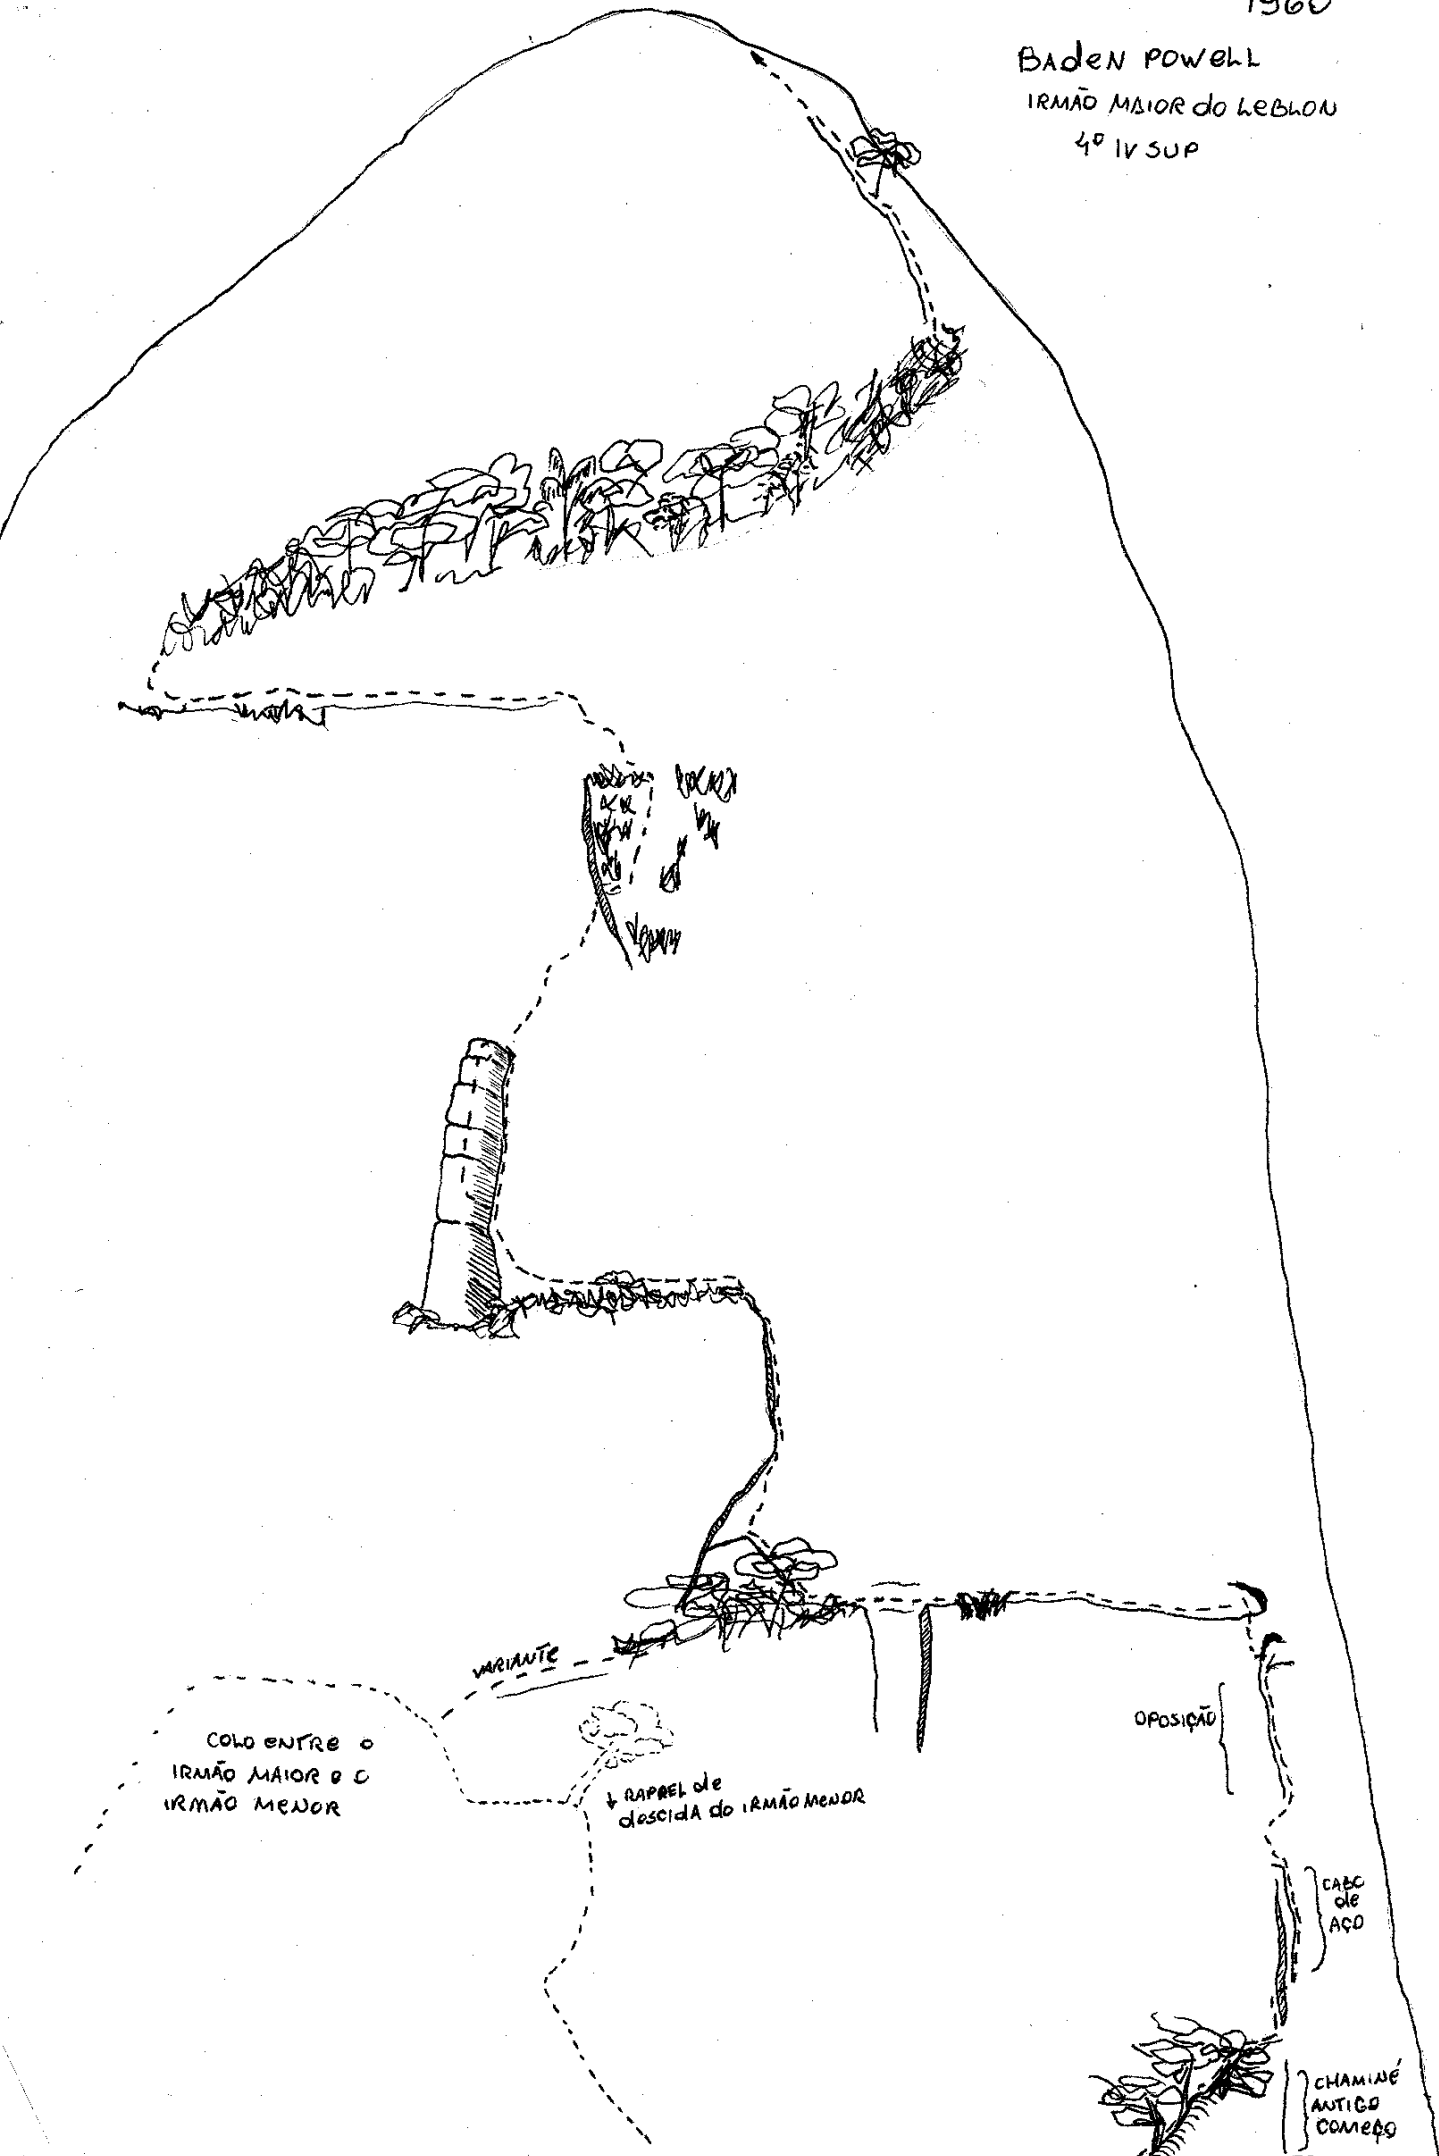 1960
BAdeN POWELL
IRMÃO MAIOR do LEBLON
4º IV SUP
VARIANTE
OPOSIÇÃO
COLO ENTRE O
IRMÃO MAIOR e O
IRMÃO MENOR
↓ RAPPEL de
descida do IRMÃO MENOR
CABO
de
AÇO
CHAMINÉ
ANTIGO
COMEÇO